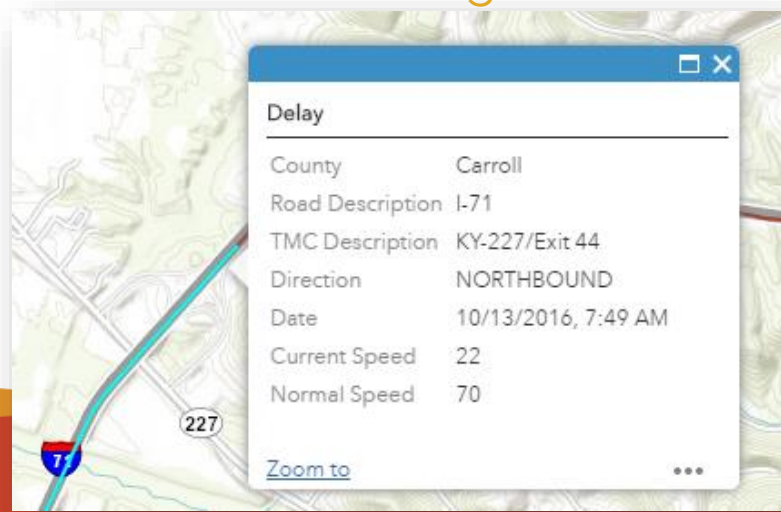 Delay
County Carroll
Road Description I-71
TMC Description KY-227/Exit 44
Direction NORTHBOUND
Date 10/13/2016, 7:49 AM
Current Speed 22
Normal Speed 70
227
71
Zoom to